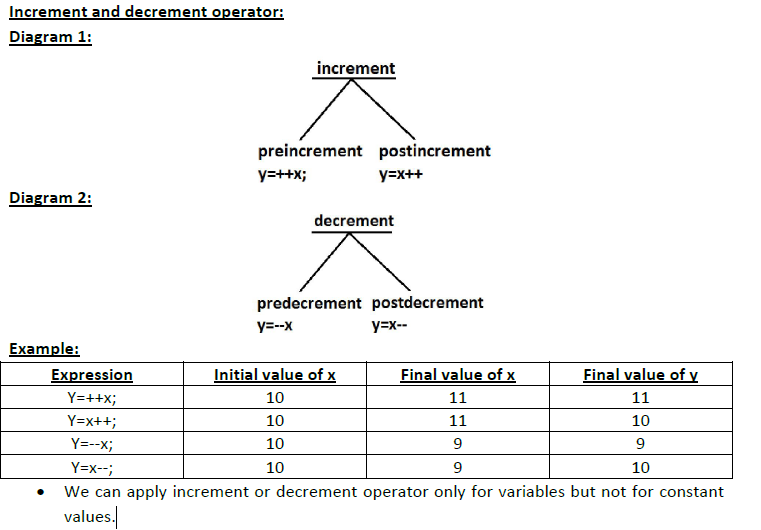 Increment and decrement operator:
Diagram 1:
increment
preincrement postincrement
y=++x; y=x++
Diagram 2:
decrement
predecrement postdecrement
y=--x y=x--
Example:
Expression Initial value of x Final value of x Final value of y
Y=++x; 10 11 11
Y=x++; 10 11 10
Y=--x; 10 9 9
Y=x--; 10 9 10
• We can apply increment or decrement operator only for variables but not for constant
values.